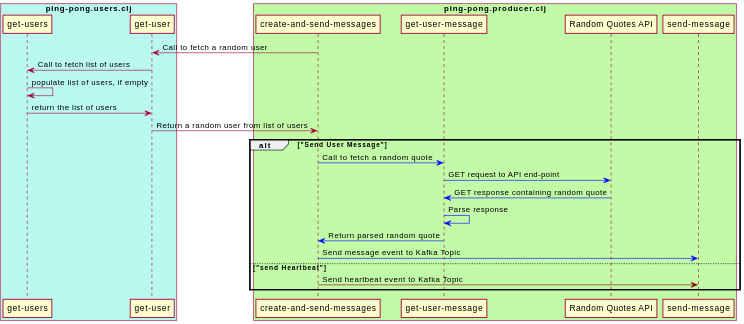 ping-pong.users.clj
ping-pong.producer.clj
get-users
get-user
create-and-send-messages
get-user-message
Random Quotes API
send-message
Call to fetch a random user
Call to fetch list of users
populate list of users, if empty
return the list of users
Return a random user from list of users
alt
["Send User Message"]
Call to fetch a random quote
GET request to API end-point
GET response containing random quote
Parse response
Return parsed random quote
Send message event to Kafka Topic
["send Heartbeat"]
Send heartbeat event to Kafka Topic
get-users
get-user
create-and-send-messages
get-user-message
Random Quotes API
send-message